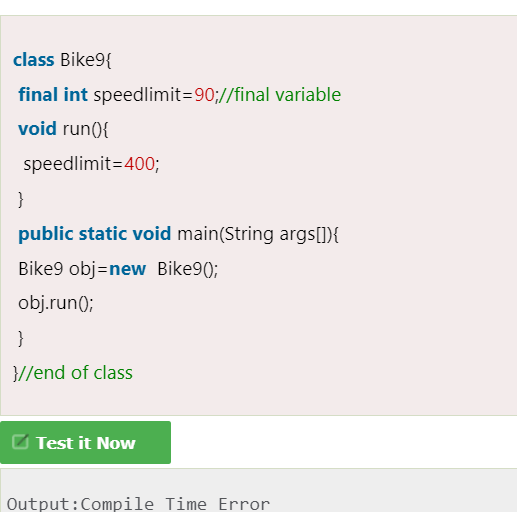 class Bike9{
final int speedlimit=90;//final variable
void run(){
speedlimit=400;
}
public static void main(String args[]){
Bike9 obj=new  Bike9();
obj.run();
}
}//end of class
Test it Now
Output:Compile Time Error